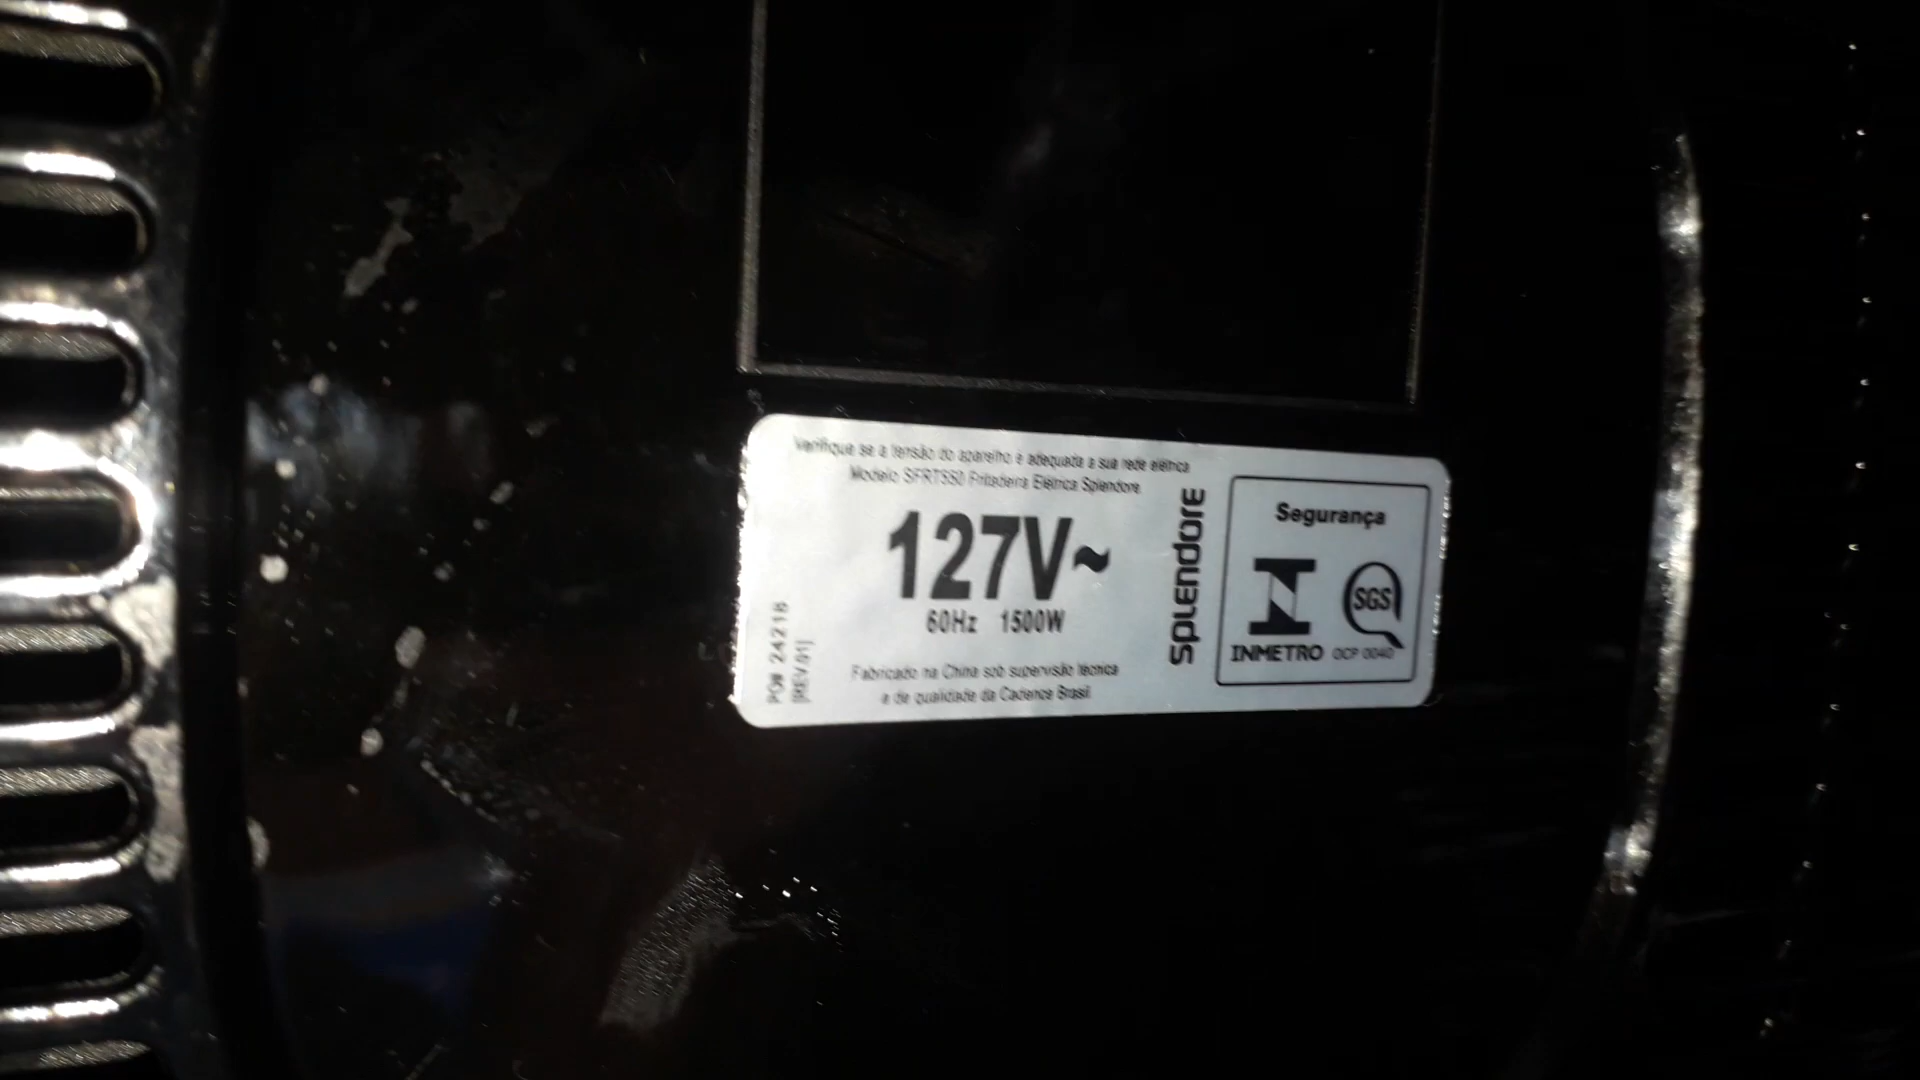 Verifique se a tensão do aparelho é adequada a sua rede elétrica
Modelo SFRT550 Fritadeira Elétrica Splendore
127V~
60Hz 1500W
Fabricado na China sob supervisão técnica
e de qualidade da Cadence Brasil
PO# 24218
[REV.01]
SPLENDORE
Segurança
SGS
INMETRO OCP 0040